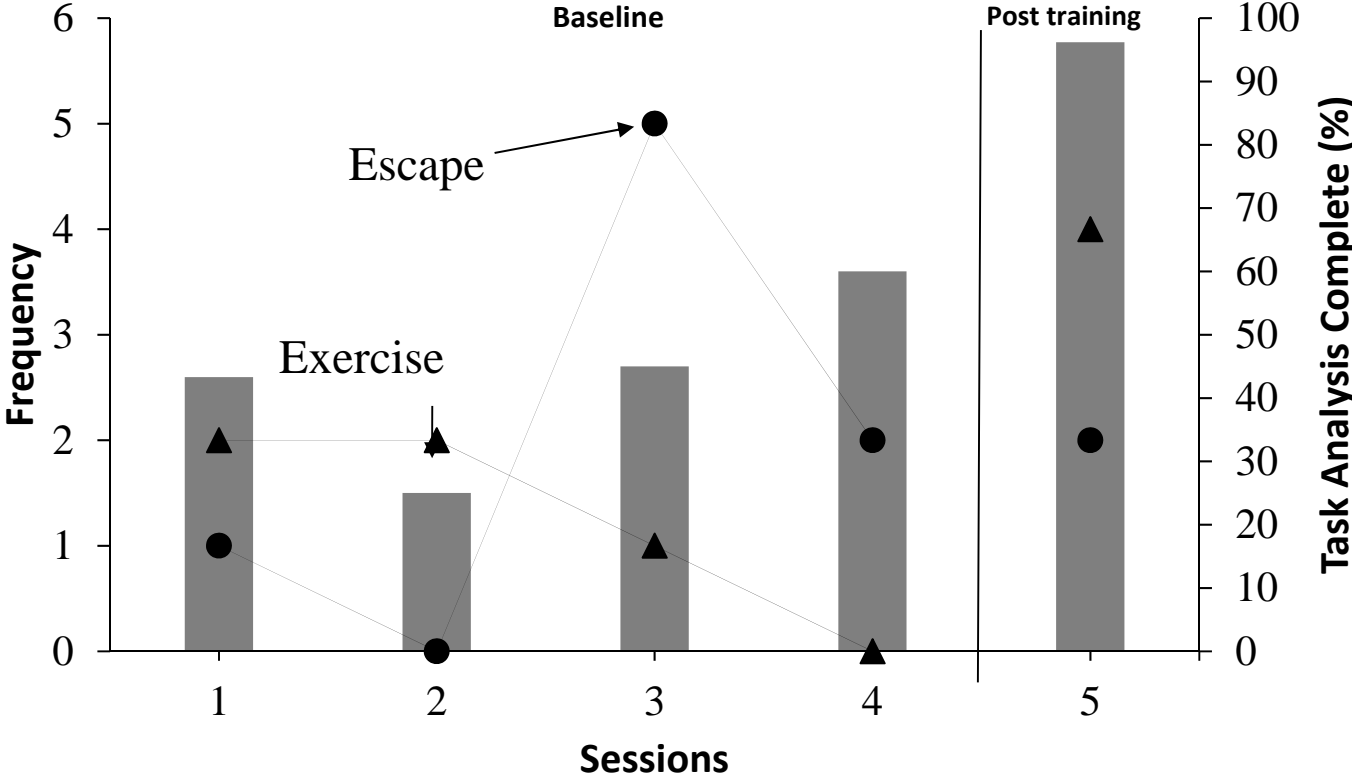 Baseline
Post training
6
5
4
3
2
1
0
Frequency
Escape
Exercise
100
90
80
70
60
50
40
30
20
10
0
Task Analysis Complete (%)
1 2 3 4 5
Sessions